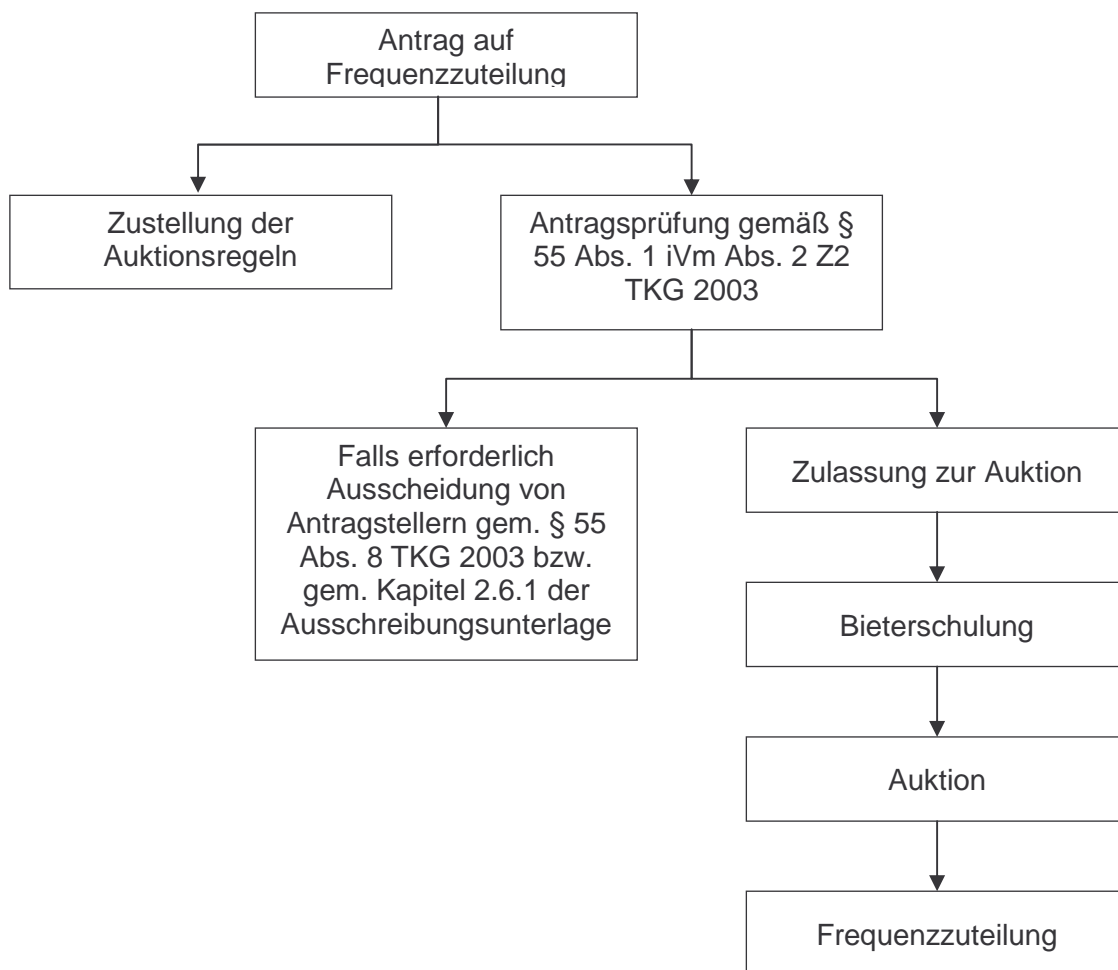 Antrag auf
Frequenzzuteilung
Zustellung der
Auktionsregeln
Antragsprüfung gemäß §
55 Abs. 1 iVm Abs. 2 Z2
TKG 2003
Falls erforderlich
Ausscheidung von
Antragstellern gem. § 55
Abs. 8 TKG 2003 bzw.
gem. Kapitel 2.6.1 der
Ausschreibungsunterlage
Zulassung zur Auktion
Bieterschulung
Auktion
Frequenzzuteilung